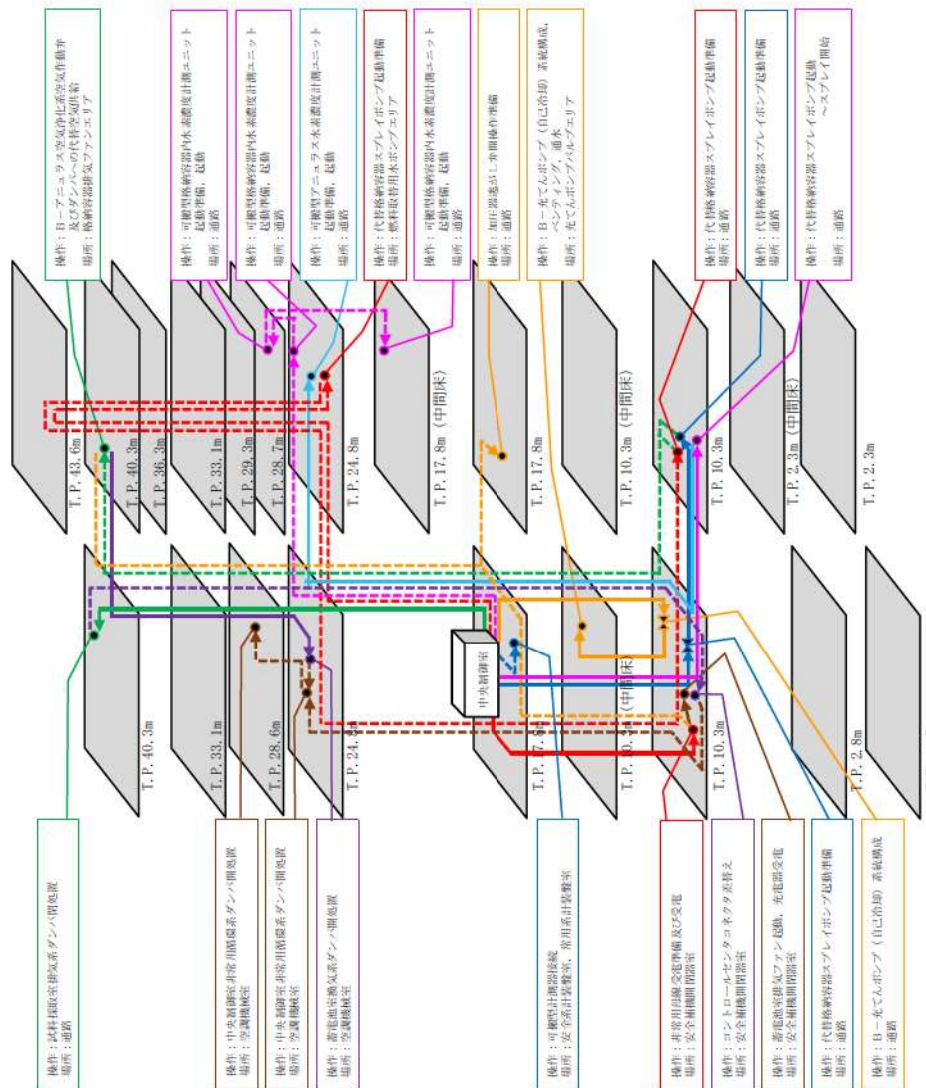 操作：B－アニュラス空気浄化系空気作動弁
及びダンパへの代替空気供給
場所：格納容器排気ファンエリア
操作：可搬型格納容器内水素濃度計測ユニット
起動準備，起動
場所：通路
操作：可搬型格納容器内水素濃度計測ユニット
起動準備，起動
場所：通路
操作：可搬型アニュラス水素濃度計測ユニット
起動準備，起動
場所：通路
操作：代替格納容器スプレイポンプ起動準備
場所：燃料取替用水ポンプエリア
操作：可搬型格納容器内水素濃度計測ユニット
起動準備，起動
場所：通路
操作：加圧器逃がし弁開操作準備
場所：通路
操作：B－充てんポンプ（自己冷却）系統構成，
ベンティング，通水
場所：充てんポンプバルブエリア
操作：代替格納容器スプレイポンプ起動準備
場所：通路
操作：代替格納容器スプレイポンプ起動準備
場所：通路
操作：代替格納容器スプレイポンプ起動
～スプレイ開始
場所：通路
T.P.43.6m
T.P.40.3m
T.P.36.3m
T.P.33.1m
T.P.29.3m
T.P.28.7m
T.P.24.8m
T.P.17.8m（中間床）
T.P.17.8m
T.P.10.3m（中間床）
T.P.10.3m
T.P.2.3m（中間床）
T.P.2.3m
中央制御室
T.P.40.3m
T.P.33.1m
T.P.28.6m
T.P.24.8m
T.P.17.8m
T.P.10.3m（中間床）
T.P.10.3m
T.P.2.8m
操作：試料採取室排気系ダンパ閉処置
場所：通路
操作：中央制御室非常用循環系ダンパ開処置
場所：空調機械室
操作：中央制御室非常用循環系ダンパ開処置
場所：空調機械室
操作：蓄電池室換気系ダンパ開処置
場所：空調機械室
操作：可搬型計測器接続
場所：安全系計装盤室，常用系計装盤室
操作：非常用母線受電準備及び受電
場所：安全補機開閉器室
操作：コントロールセンタコネクタ差替え
場所：安全補機開閉器室
操作：蓄電池室排気ファン起動，充電器受電
場所：安全補機開閉器室
操作：代替格納容器スプレイポンプ起動準備
場所：通路
操作：B－充てんポンプ（自己冷却）系統構成
場所：通路